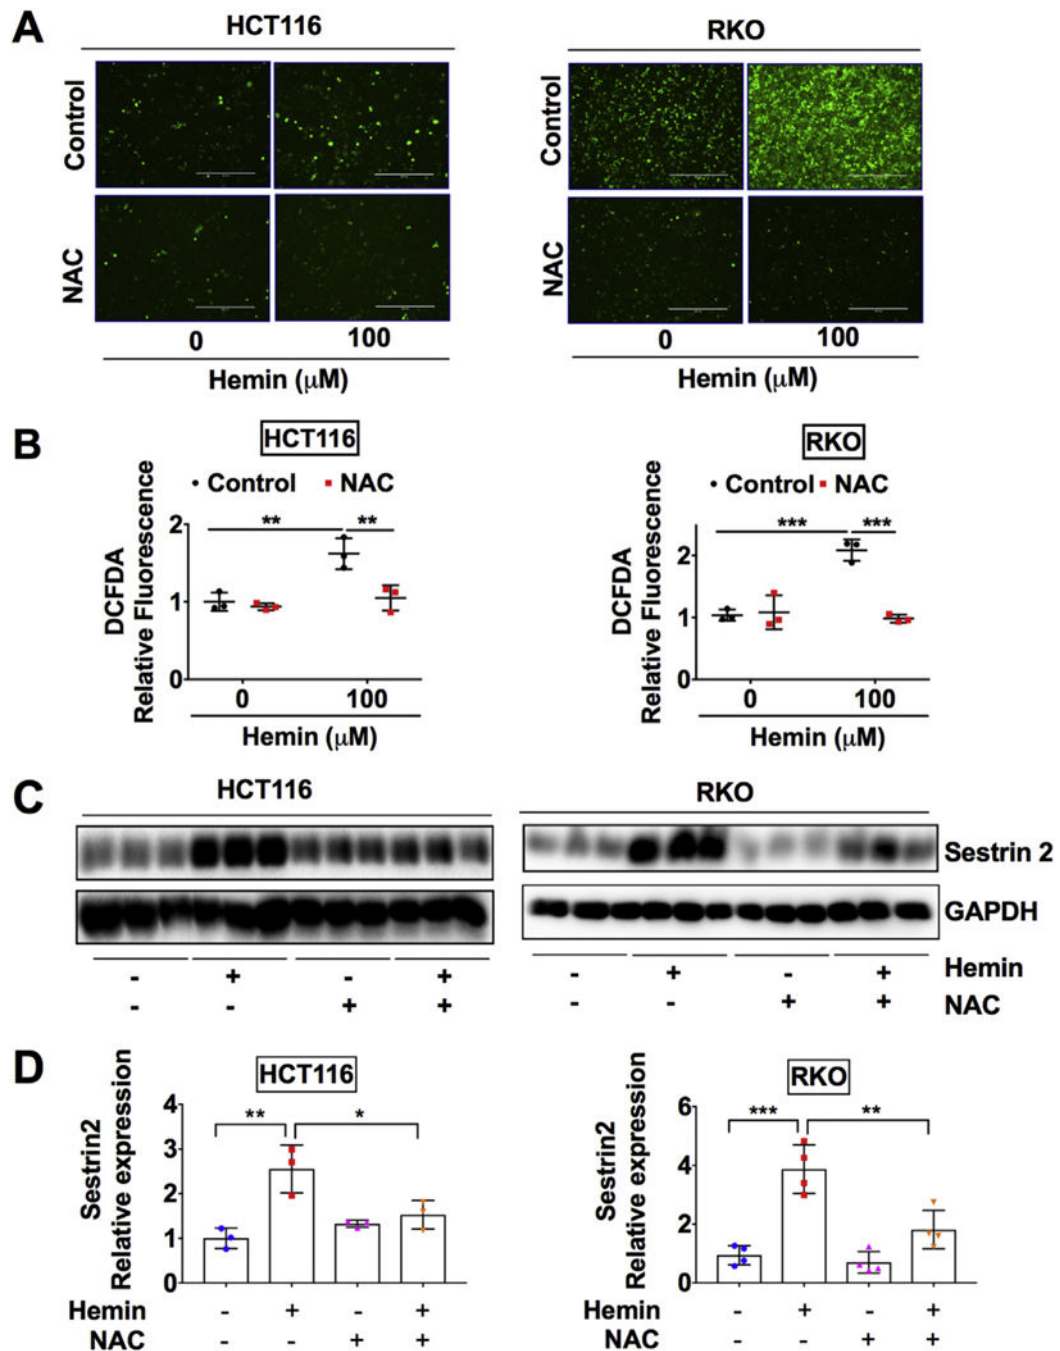 A
HCT116
RKO
Control
NAC
Control
NAC
0
100
0
100
Hemin (μM)
Hemin (μM)
B
HCT116
RKO
Control
NAC
Control
NAC
DCFDA
Relative Fluorescence
2
1
0
**
**
0
100
Hemin (μM)
DCFDA
Relative Fluorescence
2
1
0
***
***
0
100
Hemin (μM)
C
HCT116
RKO
Sestrin 2
GAPDH
- + - + - + - + Hemin
- - + + - - + + NAC
D
HCT116
RKO
Sestrin2
Relative expression
4
3
2
1
0
**
*
Hemin - + - +
NAC - - + +
Sestrin2
Relative expression
6
4
2
0
***
**
Hemin - + - +
NAC - - + +